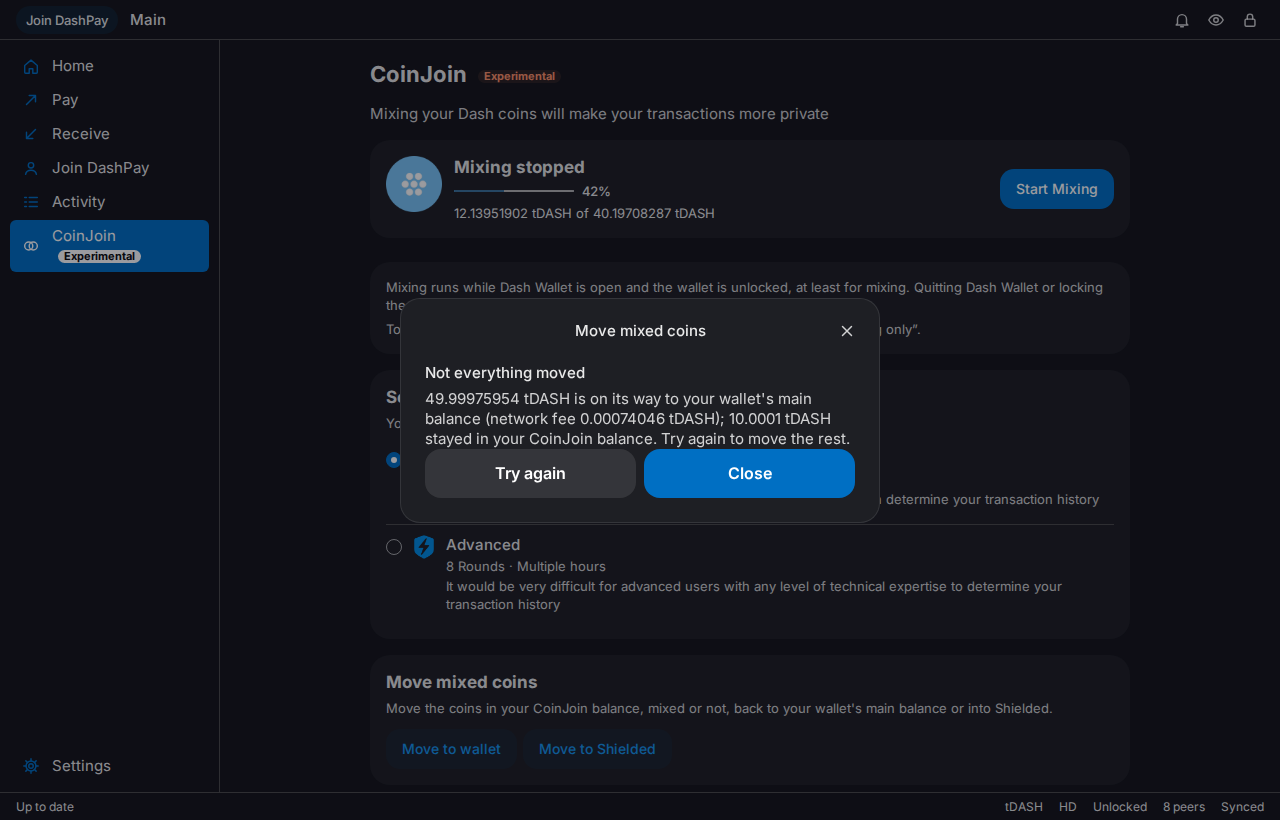 Join DashPay Main
Home
Pay
Receive
Join DashPay
Activity
CoinJoin
Experimental
Settings
CoinJoin Experimental
Mixing your Dash coins will make your transactions more private
Mixing stopped
42%
12.13951902 tDASH of 40.19708287 tDASH
Start Mixing
Mixing runs while Dash Wallet is open and the wallet is unlocked, at least for mixing. Quitting Dash Wallet or locking
the
To
g only".
Move mixed coins
Not everything moved
49.99975954 tDASH is on its way to your wallet's main
balance (network fee 0.00074046 tDASH); 10.0001 tDASH
stayed in your CoinJoin balance. Try again to move the rest.
Try again
Close
determine your transaction history
Advanced
8 Rounds · Multiple hours
It would be very difficult for advanced users with any level of technical expertise to determine your
transaction history
Move mixed coins
Move the coins in your CoinJoin balance, mixed or not, back to your wallet's main balance or into Shielded.
Move to wallet
Move to Shielded
Up to date
tDASH HD Unlocked 8 peers Synced